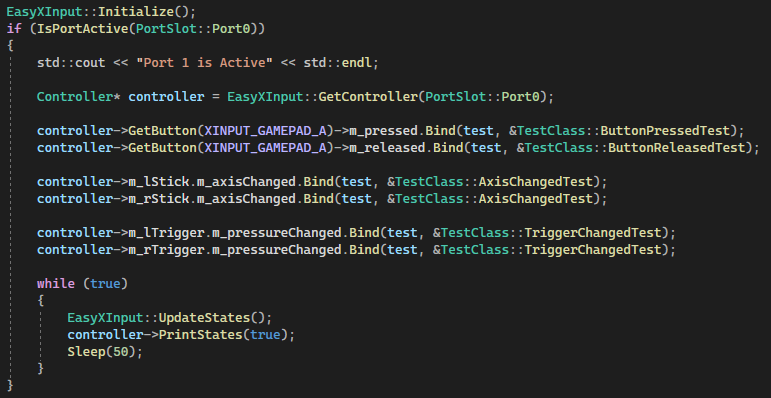 EasyXInput::Initialize();
if (IsPortActive(PortSlot::Port0))
{
std::cout << "Port 1 is Active" << std::endl;
Controller* controller = EasyXInput::GetController(PortSlot::Port0);
controller->GetButton(XINPUT_GAMEPAD_A)->m_pressed.Bind(test, &TestClass::ButtonPressedTest);
controller->GetButton(XINPUT_GAMEPAD_A)->m_released.Bind(test, &TestClass::ButtonReleasedTest);
controller->m_lStick.m_axisChanged.Bind(test, &TestClass::AxisChangedTest);
controller->m_rStick.m_axisChanged.Bind(test, &TestClass::AxisChangedTest);
controller->m_lTrigger.m_pressureChanged.Bind(test, &TestClass::TriggerChangedTest);
controller->m_rTrigger.m_pressureChanged.Bind(test, &TestClass::TriggerChangedTest);
while (true)
{
EasyXInput::UpdateStates();
controller->PrintStates(true);
Sleep(50);
}
}